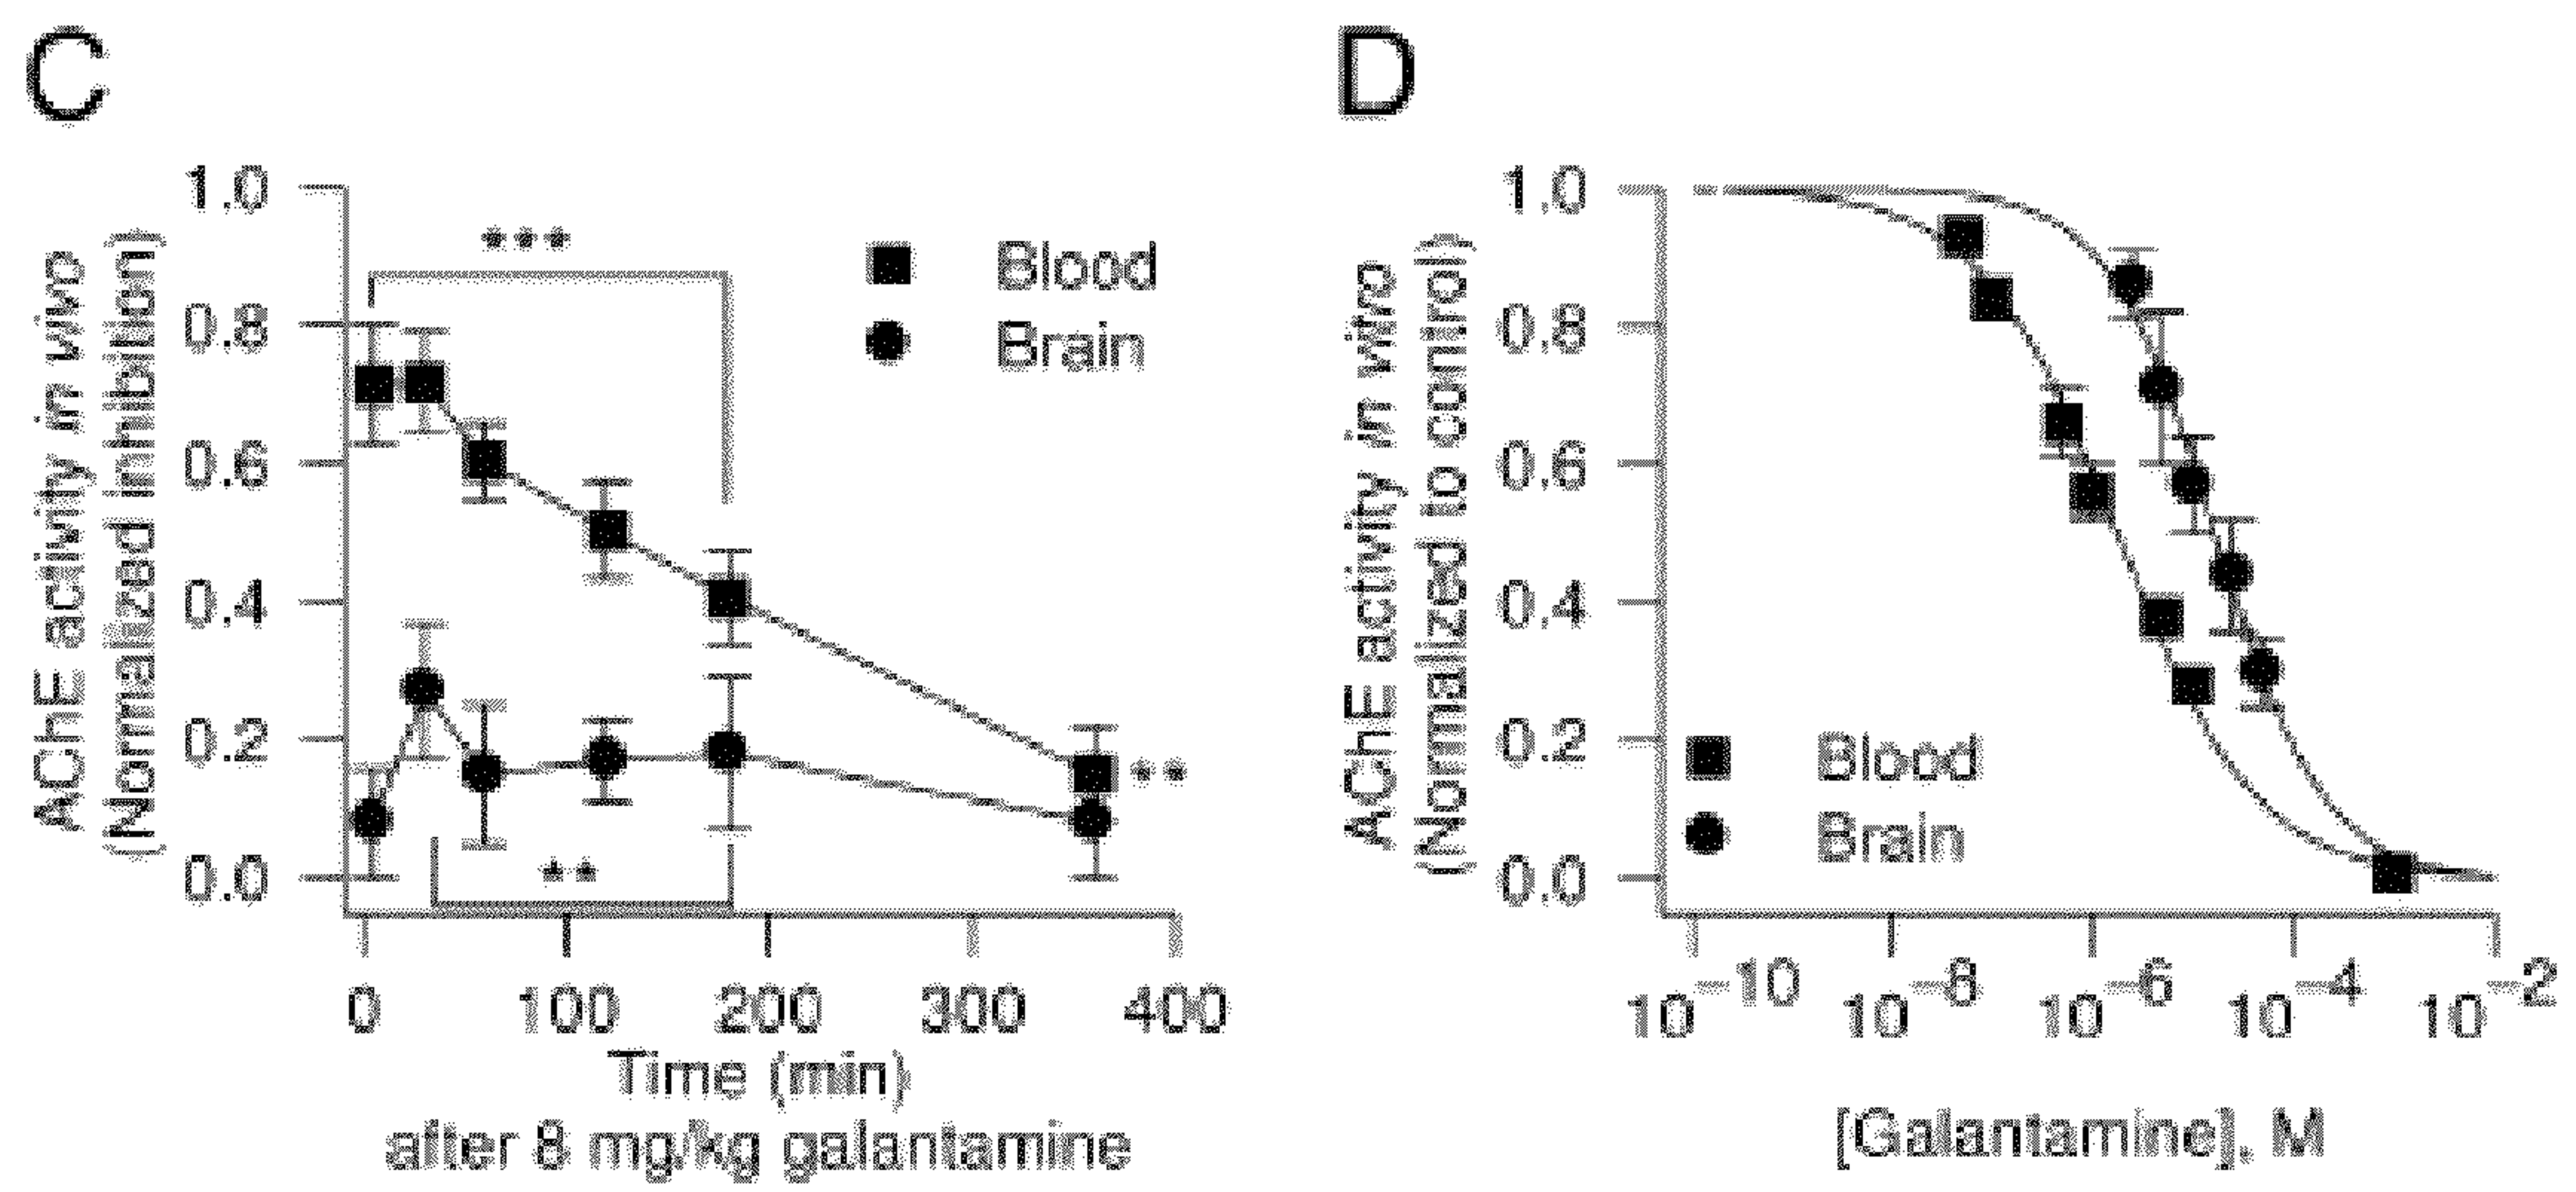 C
1.0
0.8
0.6
0.4
0.2
0.0
AChE activity in vivo
(Normalized inhibition)
***
Blood
Brain
**
**
0 100 200 300 400
Time (min)
after 8 mg/kg galantamine
D
1.0
0.8
0.6
0.4
0.2
0.0
AChE activity in vitro
(Normalized to control)
Blood
Brain
10⁻¹⁰ 10⁻⁸ 10⁻⁶ 10⁻⁴ 10⁻²
[Galantamine], M